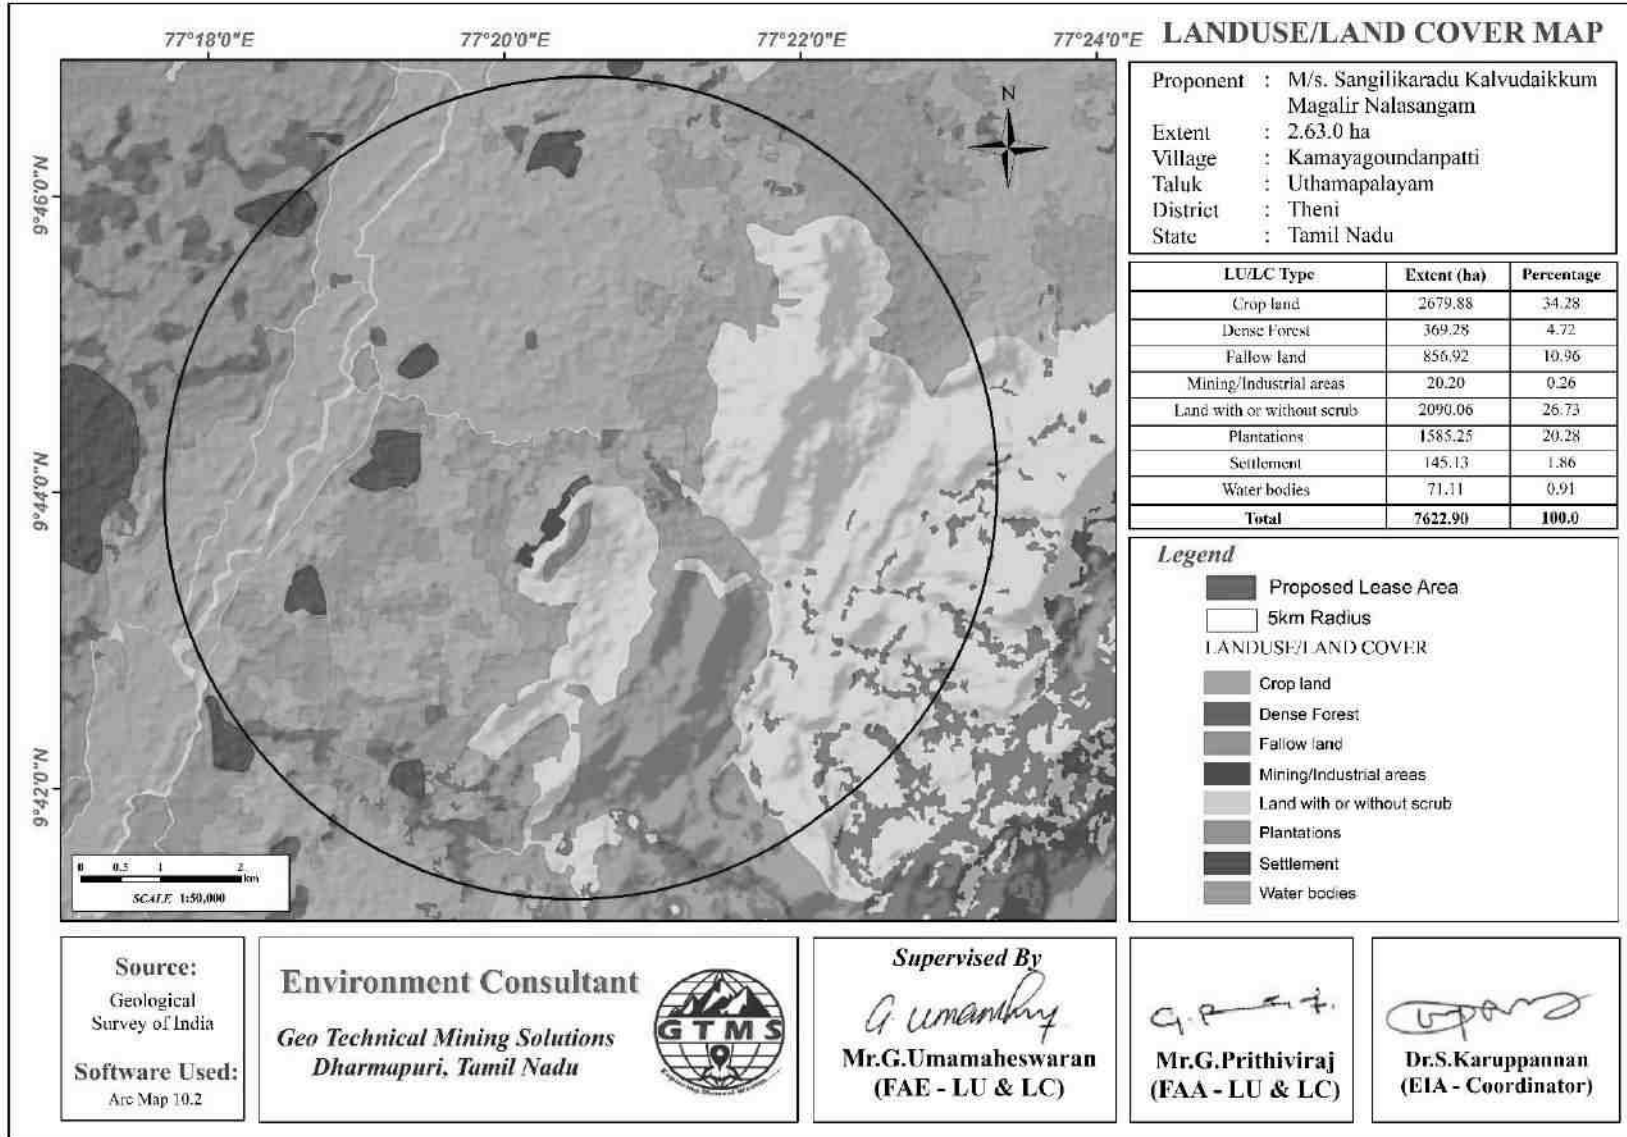 LANDUSE/LAND COVER MAP
77°18'0"E 77°20'0"E 77°22'0"E 77°24'0"E
9°46'0"N
9°44'0"N
9°42'0"N
N
0 0.5 1 2
km
SCALE 1:50,000
Proponent : M/s. Sangilikaradu Kalvudaikkum
Magalir Nalasangam
Extent : 2.63.0 ha
Village : Kamayagoundanpatti
Taluk : Uthamapalayam
District : Theni
State : Tamil Nadu
LU/LC Type Extent (ha) Percentage
Crop land 2679.88 34.28
Dense Forest 369.28 4.72
Fallow land 856.92 10.96
Mining/Industrial areas 20.20 0.26
Land with or without scrub 2090.06 26.73
Plantations 1585.25 20.28
Settlement 145.13 1.86
Water bodies 71.11 0.91
Total 7622.90 100.0
Legend
Proposed Lease Area
5km Radius
LANDUSE/LAND COVER
Crop land
Dense Forest
Fallow land
Mining/Industrial areas
Land with or without scrub
Plantations
Settlement
Water bodies
Source:
Geological
Survey of India
Software Used:
Arc Map 10.2
Environment Consultant
Geo Technical Mining Solutions
Dharmapuri, Tamil Nadu
GTMS
Supervised By
Mr.G.Umamaheswaran
(FAE - LU & LC)
Mr.G.Prithiviraj
(FAA - LU & LC)
Dr.S.Karuppannan
(EIA - Coordinator)